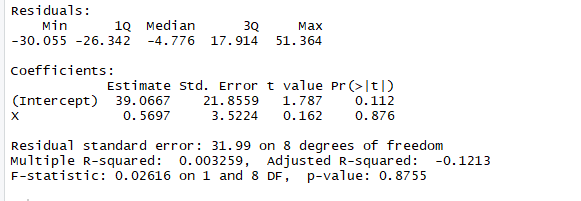 Residuals:
    Min      1Q  Median      3Q     Max
-30.055 -26.342  -4.776  17.914  51.364
Coefficients:
            Estimate Std. Error t value Pr(>|t|)
(Intercept)  39.0667    21.8559   1.787    0.112
X             0.5697     3.5224   0.162    0.876
Residual standard error: 31.99 on 8 degrees of freedom
Multiple R-squared:  0.003259,  Adjusted R-squared:  -0.1213
F-statistic: 0.02616 on 1 and 8 DF,  p-value: 0.8755